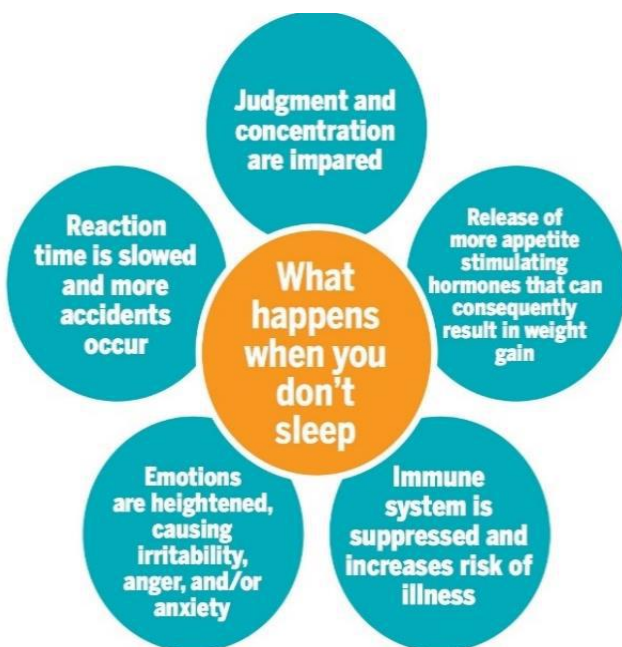 Judgment and
concentration
are impared
Release of
more appetite
stimulating
hormones that can
consequently
result in weight
gain
Immune
system is
suppressed and
increases risk of
illness
Emotions
are heightened,
causing
irritability,
anger, and/or
anxiety
Reaction
time is slowed
and more
accidents
occur
What
happens
when you
don't
sleep